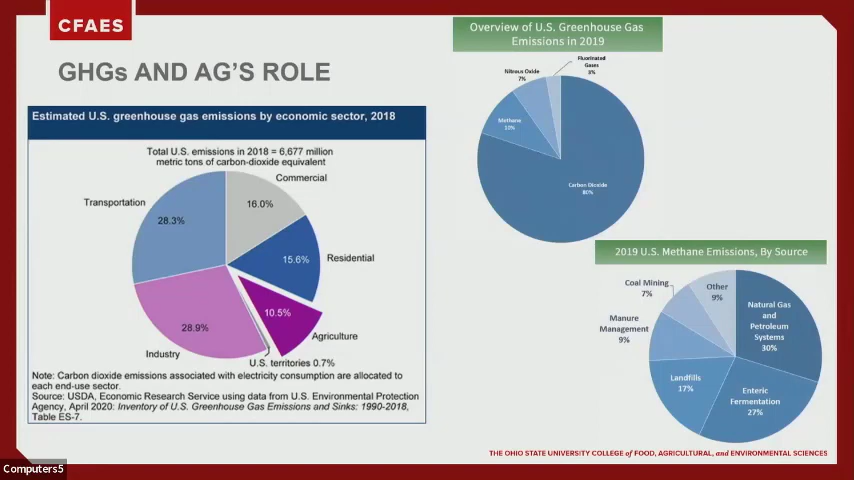 CFAES
GHGs AND AG'S ROLE
Estimated U.S. greenhouse gas emissions by economic sector, 2018
Total U.S. emissions in 2018 = 6,677 million
metric tons of carbon-dioxide equivalent
Commercial
16.0%
Transportation
28.3%
Residential
15.6%
10.5%
Agriculture
28.9%
Industry
U.S. territories 0.7%
Note: Carbon dioxide emissions associated with electricity consumption are allocated to
each end-use sector.
Source: USDA, Economic Research Service using data from U.S. Environmental Protection
Agency, April 2020: Inventory of U.S. Greenhouse Gas Emissions and Sinks: 1990-2018,
Table ES-7.
Overview of U.S. Greenhouse Gas
Emissions in 2019
Fluorinated
Gases
3%
Nitrous Oxide
7%
Methane
10%
Carbon Dioxide
80%
2019 U.S. Methane Emissions, By Source
Coal Mining
7%
Other
9%
Natural Gas
and
Petroleum
Systems
30%
Manure
Management
9%
Landfills
17%
Enteric
Fermentation
27%
THE OHIO STATE UNIVERSITY COLLEGE of FOOD, AGRICULTURAL, and ENVIRONMENTAL SCIENCES
Computers5